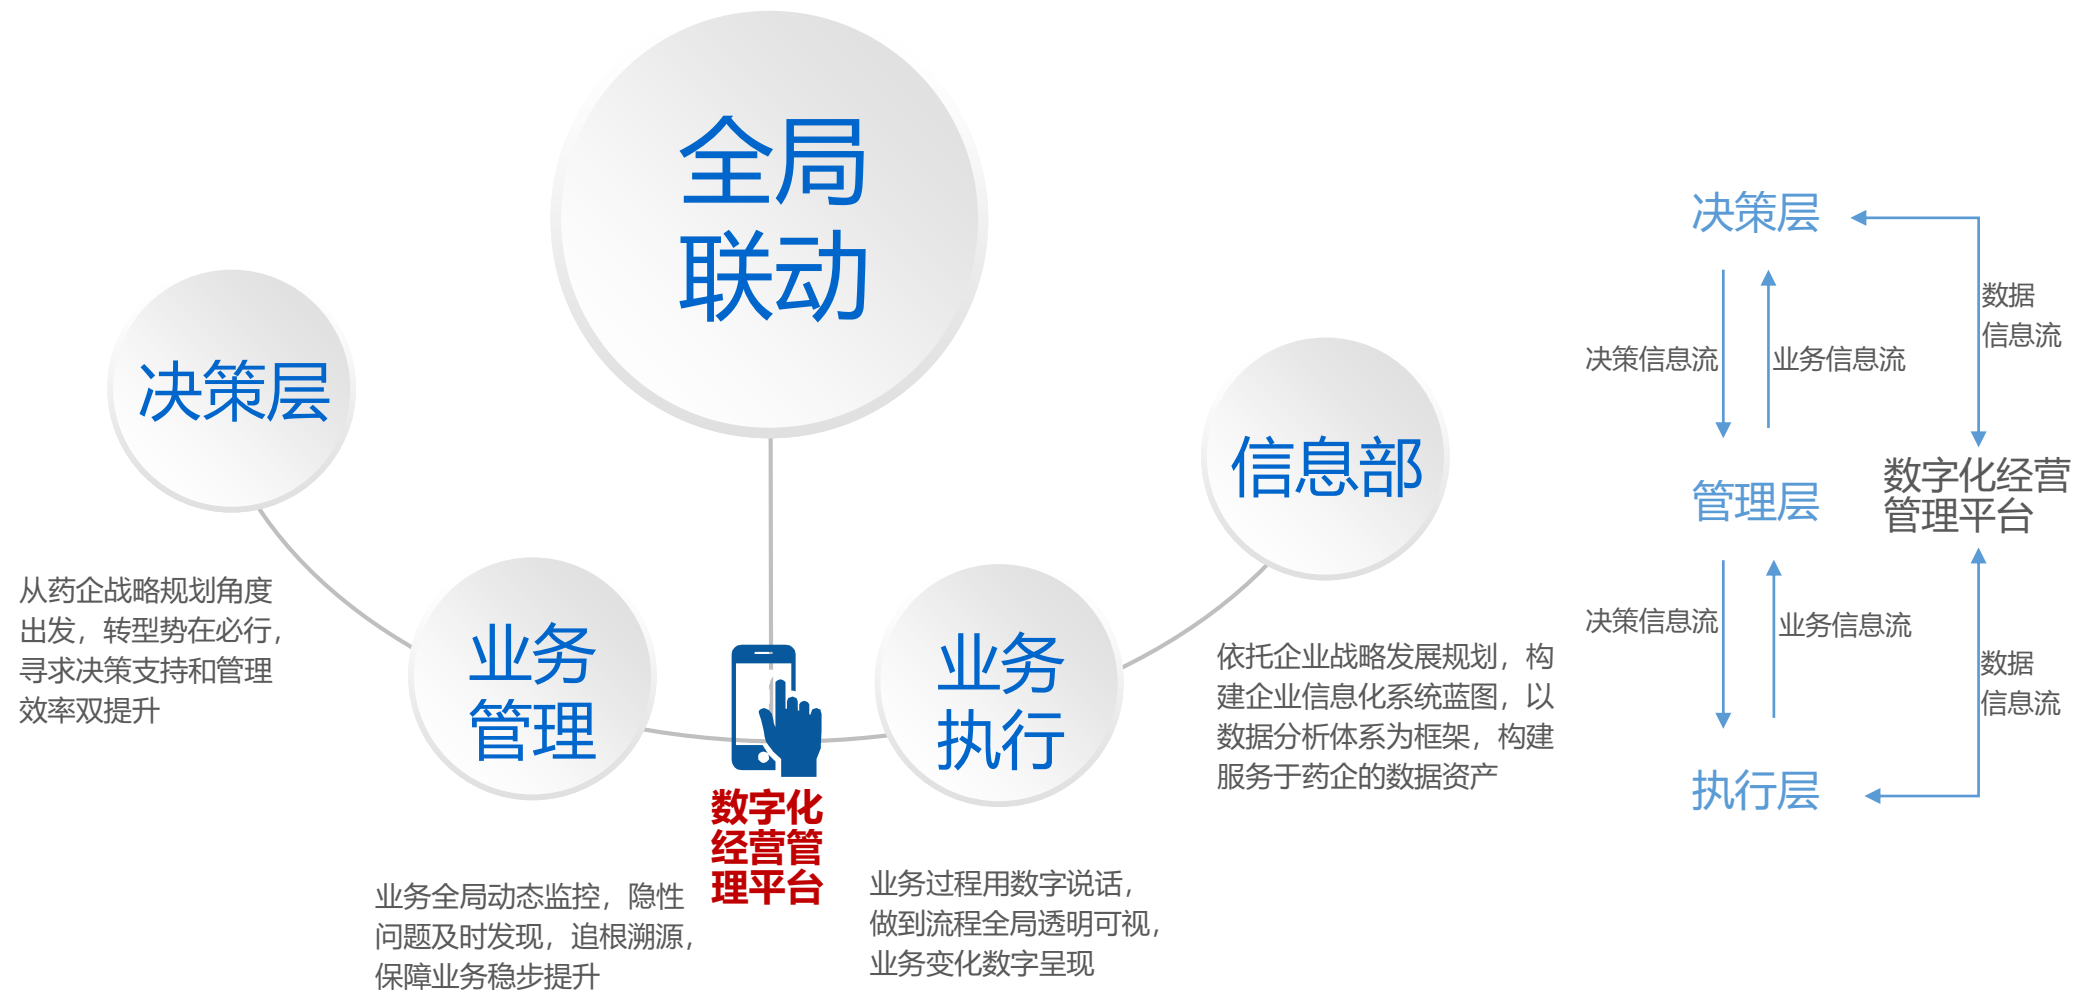 全局
联动
决策层
从药企战略规划角度
出发，转型势在必行，
寻求决策支持和管理
效率双提升
业务
管理
业务全局动态监控，隐性
问题及时发现，追根溯源，
保障业务稳步提升
数字化
经营管
理平台
业务
执行
业务过程用数字说话，
做到流程全局透明可视，
业务变化数字呈现
信息部
依托企业战略发展规划，构
建企业信息化系统蓝图，以
数据分析体系为框架，构建
服务于药企的数据资产
决策层
决策信息流
业务信息流
数据
信息流
管理层
数字化经营
管理平台
决策信息流
业务信息流
数据
信息流
执行层